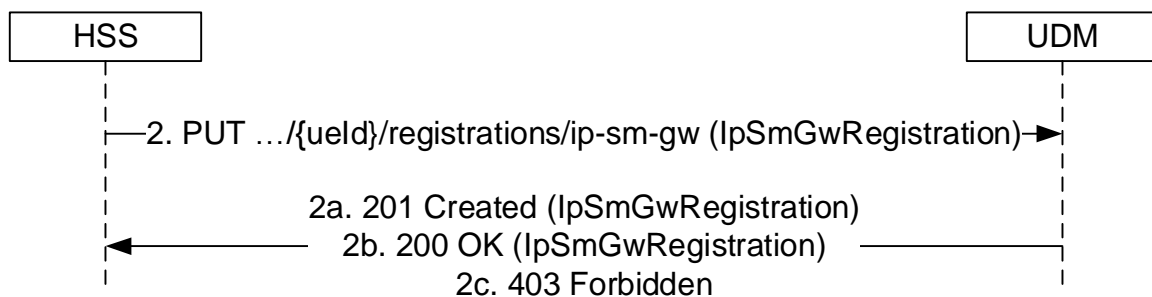 HSS
UDM
2. PUT …/{ueId}/registrations/ip-sm-gw (IpSmGwRegistration)
2a. 201 Created (IpSmGwRegistration)
2b. 200 OK (IpSmGwRegistration)
2c. 403 Forbidden